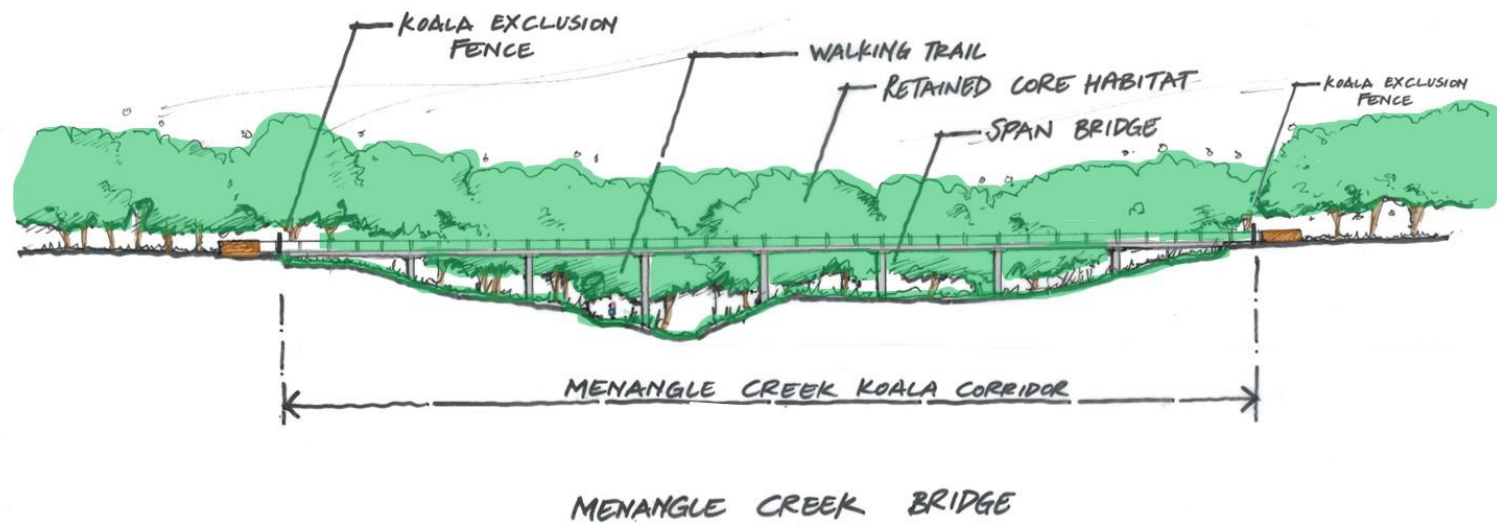 KOALA EXCLUSION
FENCE
WALKING TRAIL
RETAINED CORE HABITAT
KOALA EXCLUSION
FENCE
SPAN BRIDGE
MENANGLE CREEK KOALA CORRIDOR
MENANGLE CREEK BRIDGE